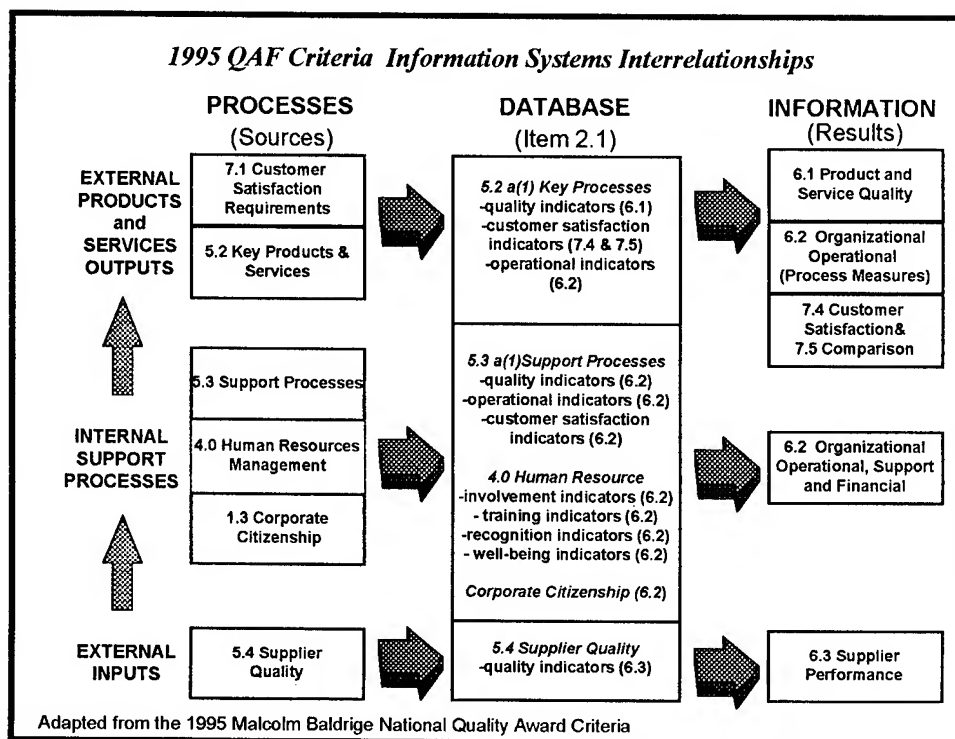 1995 QAF Criteria Information Systems Interrelationships
PROCESSES
(Sources)
DATABASE
(Item 2.1)
INFORMATION
(Results)
EXTERNAL
PRODUCTS
and
SERVICES
OUTPUTS
7.1 Customer
Satisfaction
Requirements
5.2 Key Products &
Services
5.2 a(1) Key Processes
-quality indicators (6.1)
-customer satisfaction
indicators (7.4 & 7.5)
-operational indicators
(6.2)
6.1 Product and
Service Quality
6.2 Organizational
Operational
(Process Measures)
7.4 Customer
Satisfaction&
7.5 Comparison
INTERNAL
SUPPORT
PROCESSES
5.3 Support Processes
4.0 Human Resources
Management
1.3 Corporate
Citizenship
5.3 a(1)Support Processes
-quality indicators (6.2)
-operational indicators (6.2)
-customer satisfaction
indicators (6.2)
4.0 Human Resource
-involvement indicators (6.2)
- training indicators (6.2)
-recognition indicators (6.2)
- well-being indicators (6.2)
Corporate Citizenship (6.2)
6.2 Organizational
Operational, Support
and Financial
EXTERNAL
INPUTS
5.4 Supplier
Quality
5.4 Supplier Quality
-quality indicators (6.3)
6.3 Supplier
Performance
Adapted from the 1995 Malcolm Baldrige National Quality Award Criteria